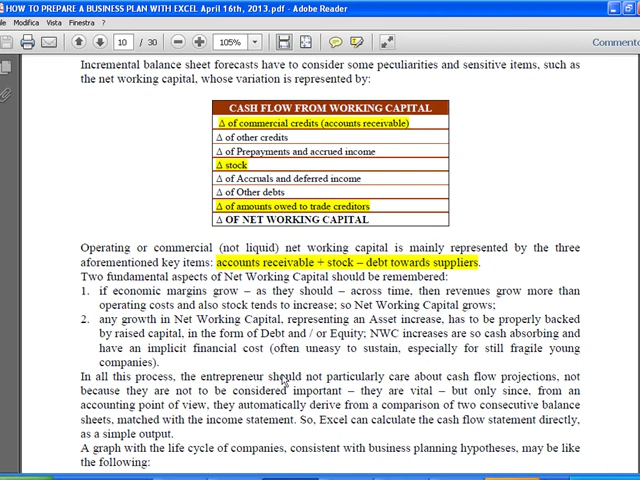 HOW TO PREPARE A BUSINESS PLAN WITH EXCEL April 16th, 2013.pdf - Adobe Reader
File Modifica Vista Finestra ?
10 / 30 105% Commento
Incremental balance sheet forecasts have to consider some peculiarities and sensitive items, such as
the net working capital, whose variation is represented by:
CASH FLOW FROM WORKING CAPITAL
Δ of commercial credits (accounts receivable)
Δ of other credits
Δ of Prepayments and accrued income
Δ stock
Δ of Accruals and deferred income
Δ of Other debts
Δ of amounts owed to trade creditors
Δ OF NET WORKING CAPITAL
Operating or commercial (not liquid) net working capital is mainly represented by the three
aforementioned key items: accounts receivable + stock – debt towards suppliers.
Two fundamental aspects of Net Working Capital should be remembered:
1. if economic margins grow – as they should – across time, then revenues grow more than
operating costs and also stock tends to increase; so Net Working Capital grows;
2. any growth in Net Working Capital, representing an Asset increase, has to be properly backed
by raised capital, in the form of Debt and / or Equity; NWC increases are so cash absorbing and
have an implicit financial cost (often uneasy to sustain, especially for still fragile young
companies).
In all this process, the entrepreneur should not particularly care about cash flow projections, not
because they are not to be considered important – they are vital – but only since, from an
accounting point of view, they automatically derive from a comparison of two consecutive balance
sheets, matched with the income statement. So, Excel can calculate the cash flow statement directly,
as a simple output.
A graph with the life cycle of companies, consistent with business planning hypotheses, may be like
the following: